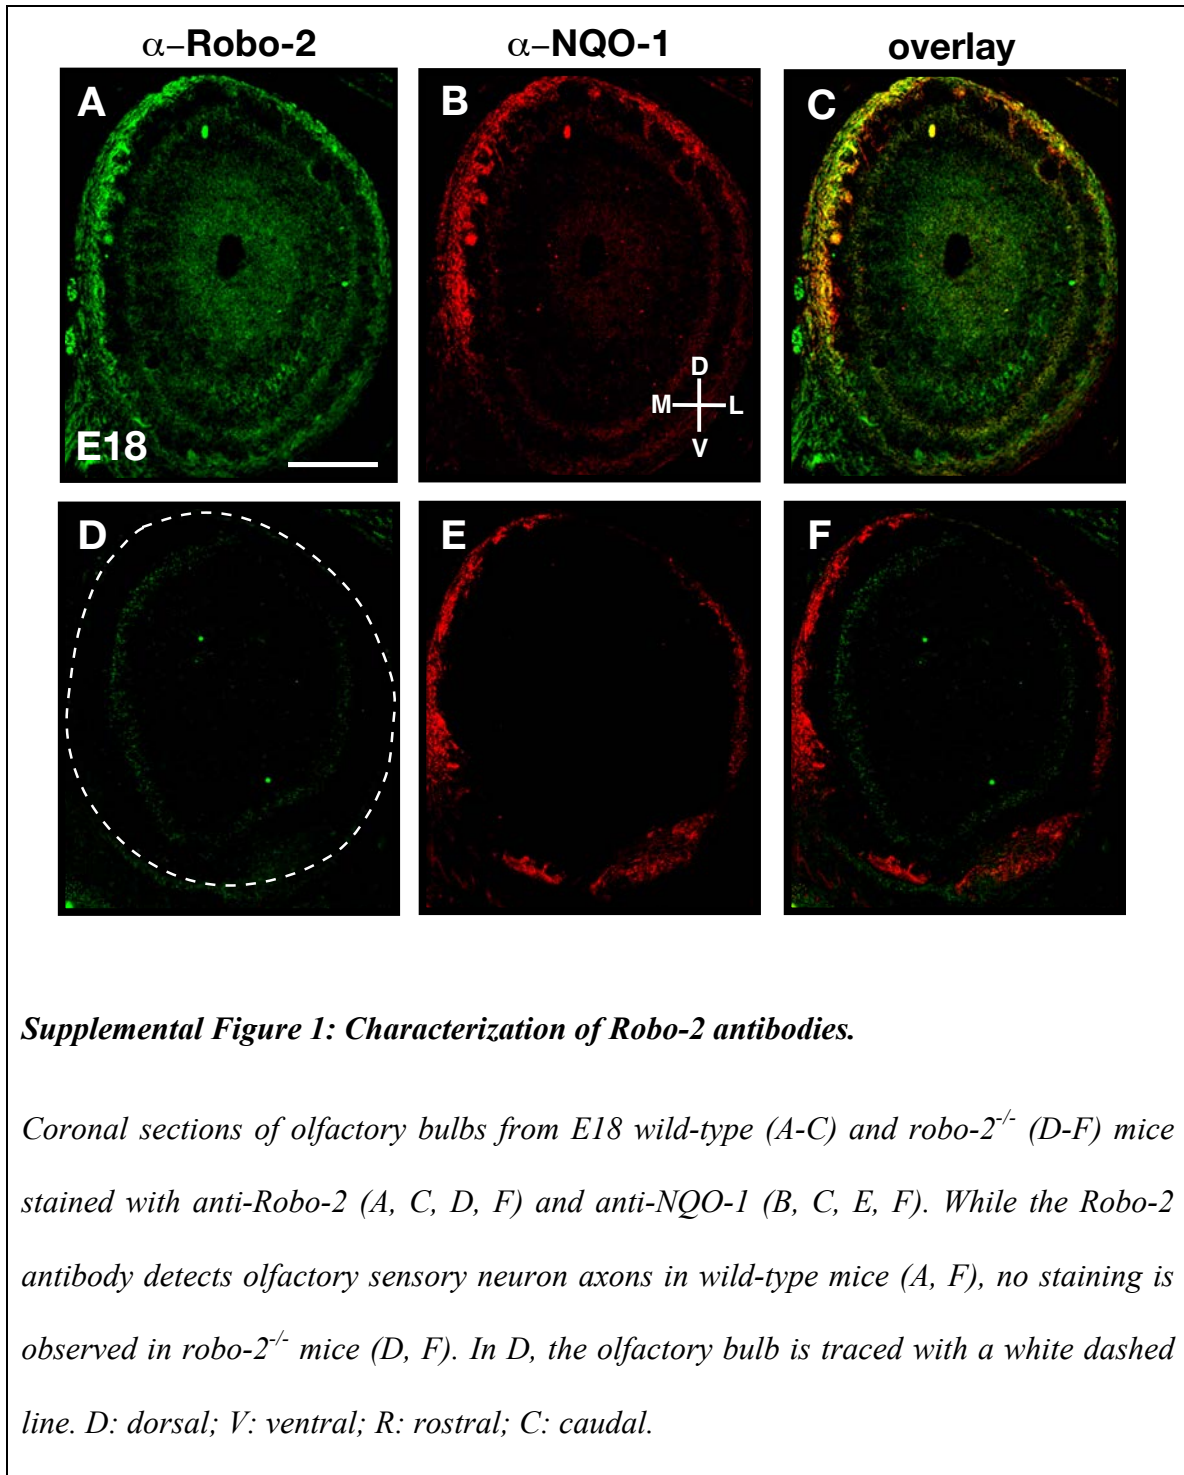 α–Robo-2 α–NQO-1 overlay
A B C
D
M L
V
E18
D E F
Supplemental Figure 1: Characterization of Robo-2 antibodies.
Coronal sections of olfactory bulbs from E18 wild-type (A-C) and robo-2-/- (D-F) mice
stained with anti-Robo-2 (A, C, D, F) and anti-NQO-1 (B, C, E, F). While the Robo-2
antibody detects olfactory sensory neuron axons in wild-type mice (A, F), no staining is
observed in robo-2-/- mice (D, F). In D, the olfactory bulb is traced with a white dashed
line. D: dorsal; V: ventral; R: rostral; C: caudal.